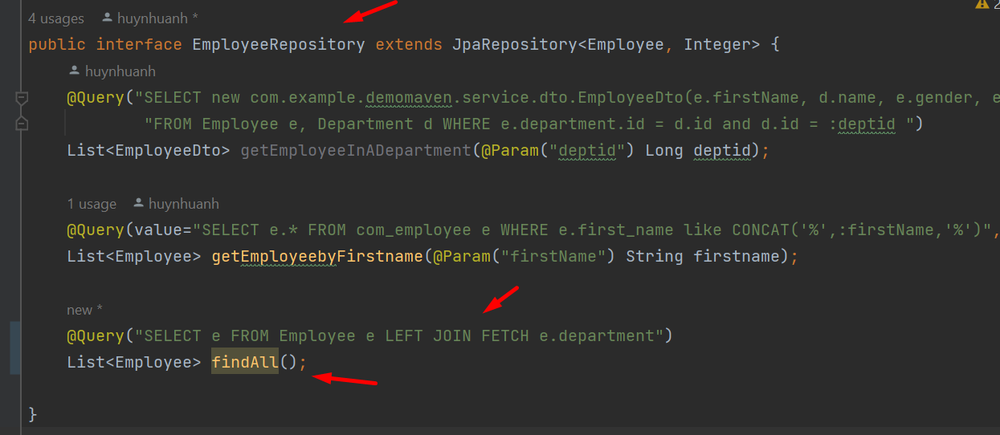 2
4 usages huynhuanh *
public interface EmployeeRepository extends JpaRepository<Employee, Integer> {
huynhuanh
@Query("SELECT new com.example.demomaven.service.dto.EmployeeDto(e.firstName, d.name, e.gender, e
"FROM Employee e, Department d WHERE e.department.id = d.id and d.id = :deptid ")
List<EmployeeDto> getEmployeeInADepartment(@Param("deptid") Long deptid);
1 usage huynhuanh
@Query(value="SELECT e.* FROM com_employee e WHERE e.first_name like CONCAT('%',:firstName,'%')",
List<Employee> getEmployeebyFirstname(@Param("firstName") String firstname);
new *
@Query("SELECT e FROM Employee e LEFT JOIN FETCH e.department")
List<Employee> findAll();
}